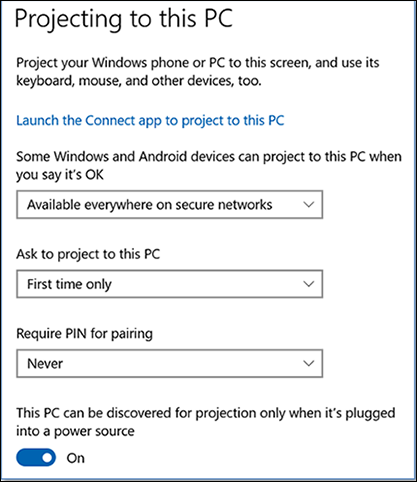 Projecting to this PC
Project your Windows phone or PC to this screen, and use its
keyboard, mouse, and other devices, too.
Launch the Connect app to project to this PC
Some Windows and Android devices can project to this PC when
you say it's OK
Available everywhere on secure networks
Ask to project to this PC
First time only
Require PIN for pairing
Never
This PC can be discovered for projection only when it's plugged
into a power source
On